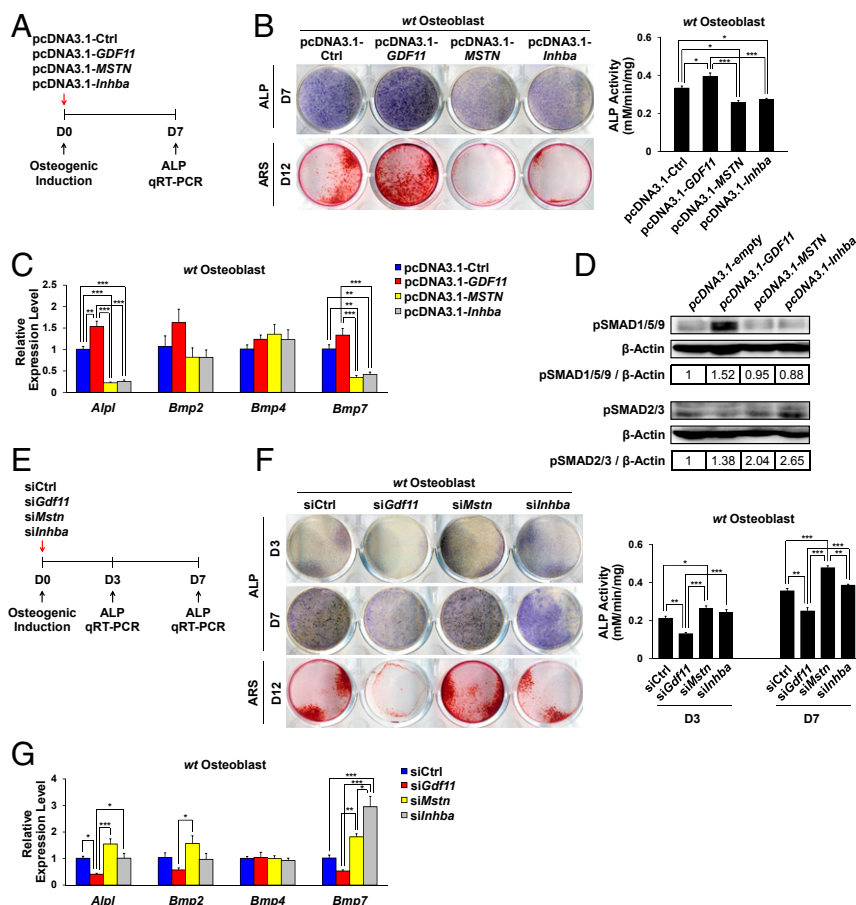 A
pcDNA3.1-Ctrl
pcDNA3.1-GDF11
pcDNA3.1-MSTN
pcDNA3.1-Inhba
D0
D7
Osteogenic
Induction
ALP
qRT-PCR
B
wt Osteoblast
pcDNA3.1-
Ctrl
pcDNA3.1-
GDF11
pcDNA3.1-
MSTN
pcDNA3.1-
Inhba
ALP
D7
ARS
D12
wt Osteoblast
ALP Activity
(mM/min/mg)
0.6
0.4
0.2
0
*
*
*
***
***
pcDNA3.1-Ctrl
pcDNA3.1-GDF11
pcDNA3.1-MSTN
pcDNA3.1-Inhba
C
wt Osteoblast
pcDNA3.1-Ctrl
pcDNA3.1-GDF11
pcDNA3.1-MSTN
pcDNA3.1-Inhba
Relative
Expression Level
2.5
2
1.5
1
0.5
0
***
***
***
**
***
***
**
**
***
Alpl
Bmp2
Bmp4
Bmp7
D
pcDNA3.1-empty
pcDNA3.1-GDF11
pcDNA3.1-MSTN
pcDNA3.1-Inhba
pSMAD1/5/9
β-Actin
pSMAD1/5/9 / β-Actin 1 1.52 0.95 0.88
pSMAD2/3
β-Actin
pSMAD2/3 / β-Actin 1 1.38 2.04 2.65
E
siCtrl
siGdf11
siMstn
siInhba
D0
D3
D7
Osteogenic
Induction
ALP
qRT-PCR
ALP
qRT-PCR
F
wt Osteoblast
siCtrl
siGdf11
siMstn
siInhba
ALP
D3
D7
ARS
D12
wt Osteoblast
ALP Activity
(mM/min/mg)
0.6
0.4
0.2
0
*
***
***
**
***
***
***
**
**
siCtrl
siGdf11
siMstn
siInhba
siCtrl
siGdf11
siMstn
siInhba
D3
D7
G
wt Osteoblast
siCtrl
siGdf11
siMstn
siInhba
Relative
Expression Level
4
3
2
1
0
*
***
*
*
***
***
*
**
Alpl
Bmp2
Bmp4
Bmp7